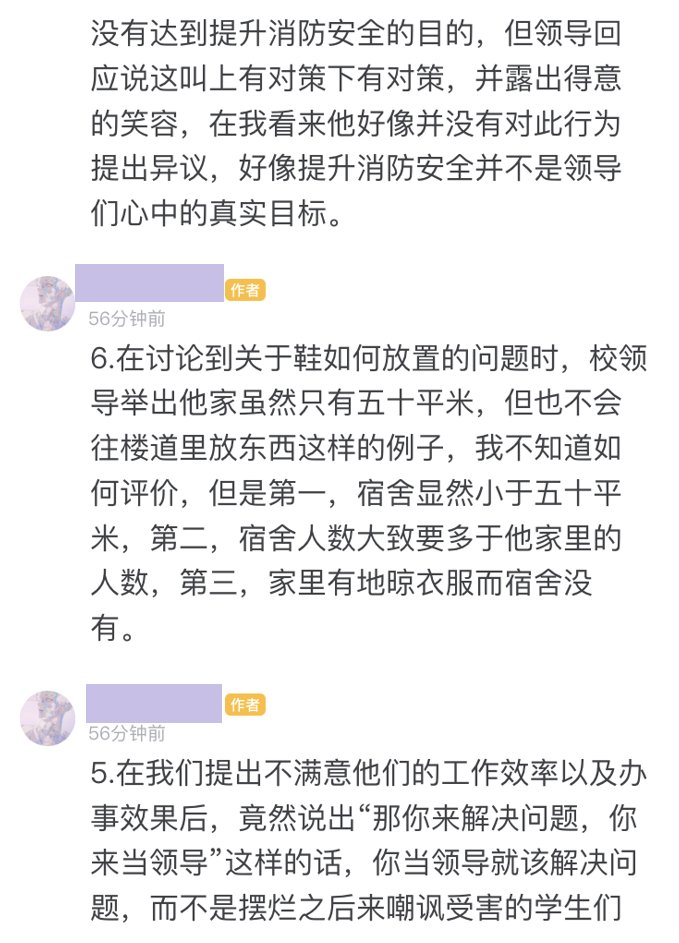 没有达到提升消防安全的目的，但领导回
应说这叫上有对策下有对策，并露出得意
的笑容，在我看来他好像并没有对此行为
提出异议，好像提升消防安全并不是领导
们心中的真实目标。
作者
56分钟前
6.在讨论到关于鞋如何放置的问题时，校领
导举出他家虽然只有五十平米，但也不会
往楼道里放东西这样的例子，我不知道如
何评价，但是第一，宿舍显然小于五十平
米，第二，宿舍人数大致要多于他家里的
人数，第三，家里有地晾衣服而宿舍没
有。
作者
56分钟前
5.在我们提出不满意他们的工作效率以及办
事效果后，竟然说出“那你来解决问题，你
来当领导”这样的话，你当领导就该解决问
题，而不是摆烂之后来嘲讽受害的学生们